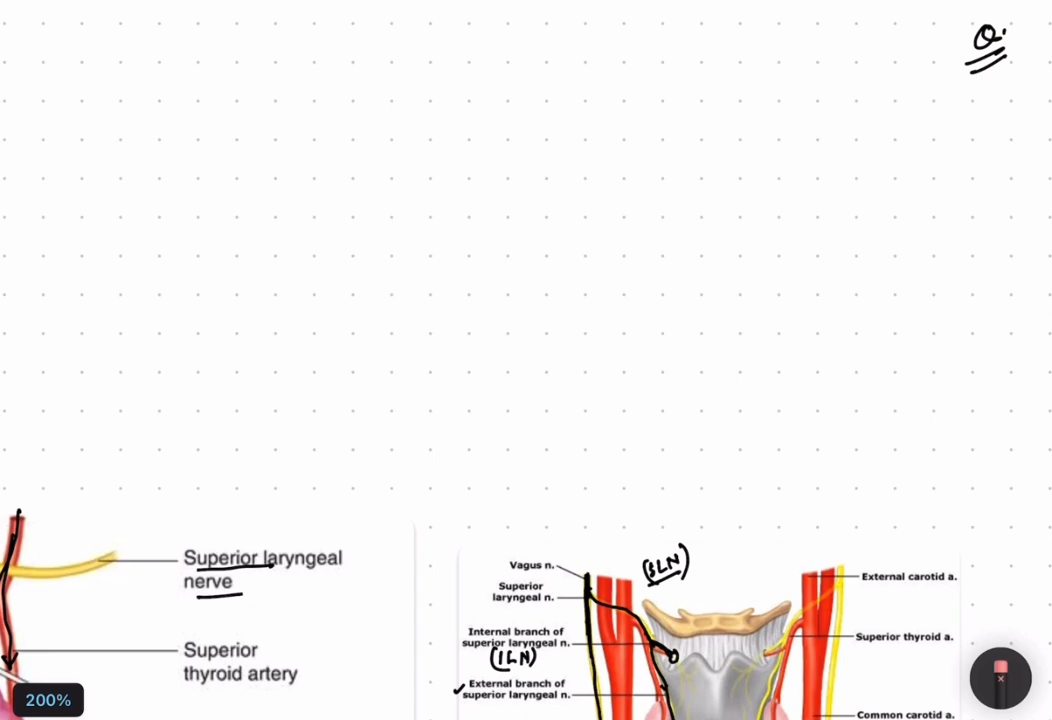 Q.
Superior laryngeal
nerve
Superior
thyroid artery
200%
Vagus n.
Superior
laryngeal n.
Internal branch of
superior laryngeal n.
(ILN)
External branch of
superior laryngeal n.
(SLN)
External carotid a.
Superior thyroid a.
Common carotid a.